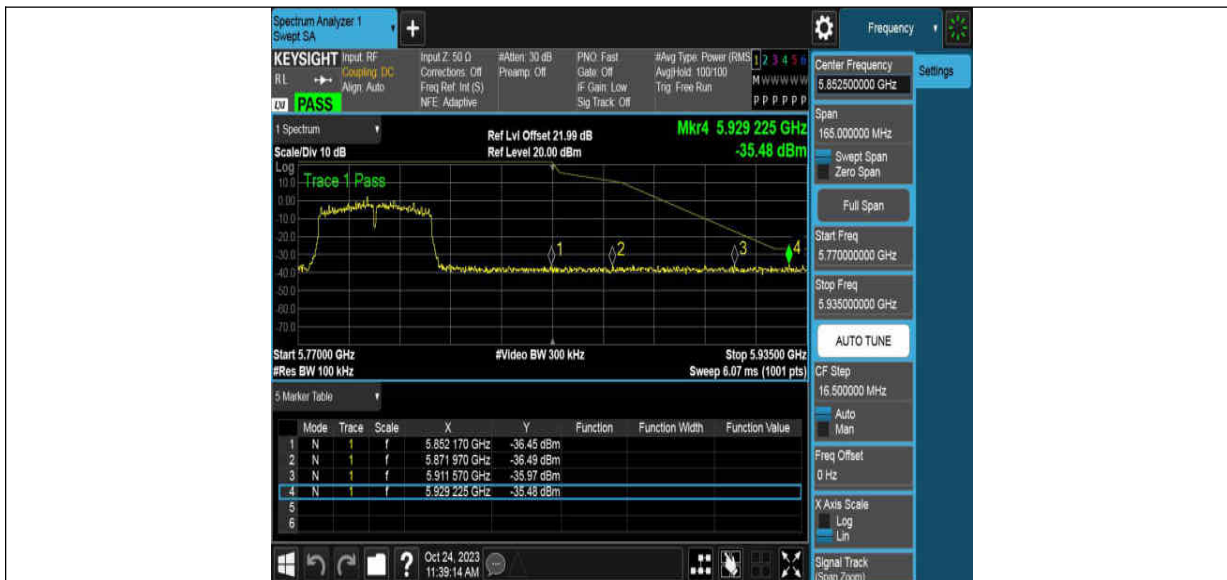 Spectrum Analyzer 1
Swept SA
+
Frequency
KEYSIGHT
RL
LXI
PASS
Input: RF
Coupling: DC
Align: Auto
Input Z: 50 Ω
Corrections: Off
Freq Ref: Int (S)
NFE: Adaptive
#Atten: 30 dB
Preamp: Off
PNO: Fast
Gate: Off
IF Gain: Low
Sig Track: Off
#Avg Type: Power (RMS
Avg|Hold: 100/100
Trig: Free Run
1 2 3 4 5 6
M W W W W W
P P P P P P
1 Spectrum
Scale/Div 10 dB
Ref Lvl Offset 21.99 dB
Ref Level 20.00 dBm
Mkr4 5.929 225 GHz
-35.48 dBm
Log
Trace 1 Pass
10.0
0.00
-10.0
-20.0
-30.0
-40.0
-50.0
-60.0
-70.0
1
2
3
4
Start 5.77000 GHz
#Res BW 100 kHz
#Video BW 300 kHz
Stop 5.93500 GHz
Sweep 6.07 ms (1001 pts)
5 Marker Table
Mode Trace Scale X Y Function Function Width Function Value
1 N 1 f 5.852 170 GHz -36.45 dBm
2 N 1 f 5.871 970 GHz -36.49 dBm
3 N 1 f 5.911 570 GHz -35.97 dBm
4 N 1 f 5.929 225 GHz -35.48 dBm
5
6
?
Oct 24, 2023
11:39:14 AM
Center Frequency
5.852500000 GHz
Settings
Span
165.000000 MHz
Swept Span
Zero Span
Full Span
Start Freq
5.770000000 GHz
Stop Freq
5.935000000 GHz
AUTO TUNE
CF Step
16.500000 MHz
Auto
Man
Freq Offset
0 Hz
X Axis Scale
Log
Lin
Signal Track
(Span Zoom)